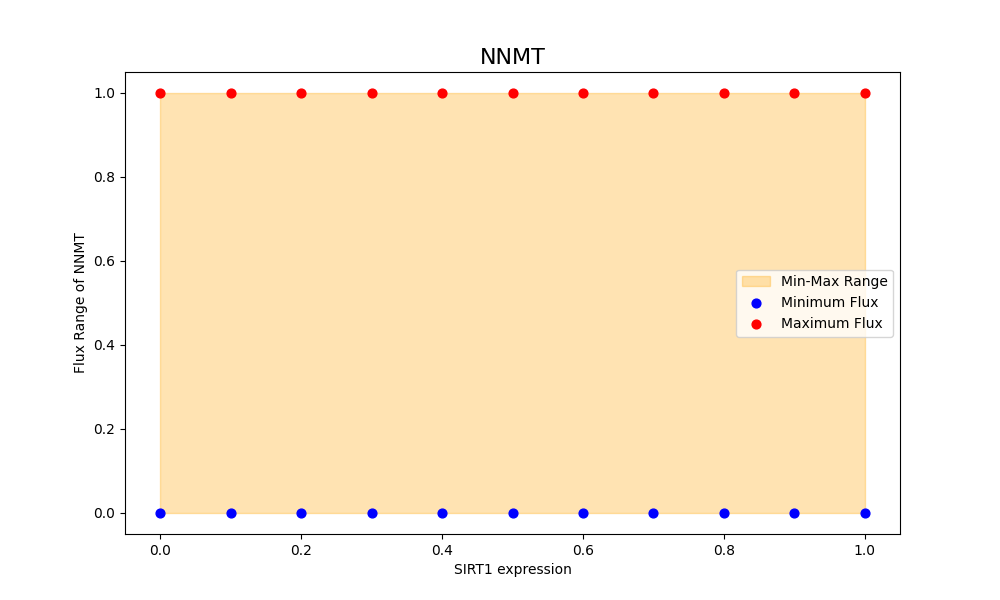 NNMT
Flux Range of NNMT
1.0
0.8
0.6
0.4
0.2
0.0
Min-Max Range
Minimum Flux
Maximum Flux
0.0 0.2 0.4 0.6 0.8 1.0
SIRT1 expression